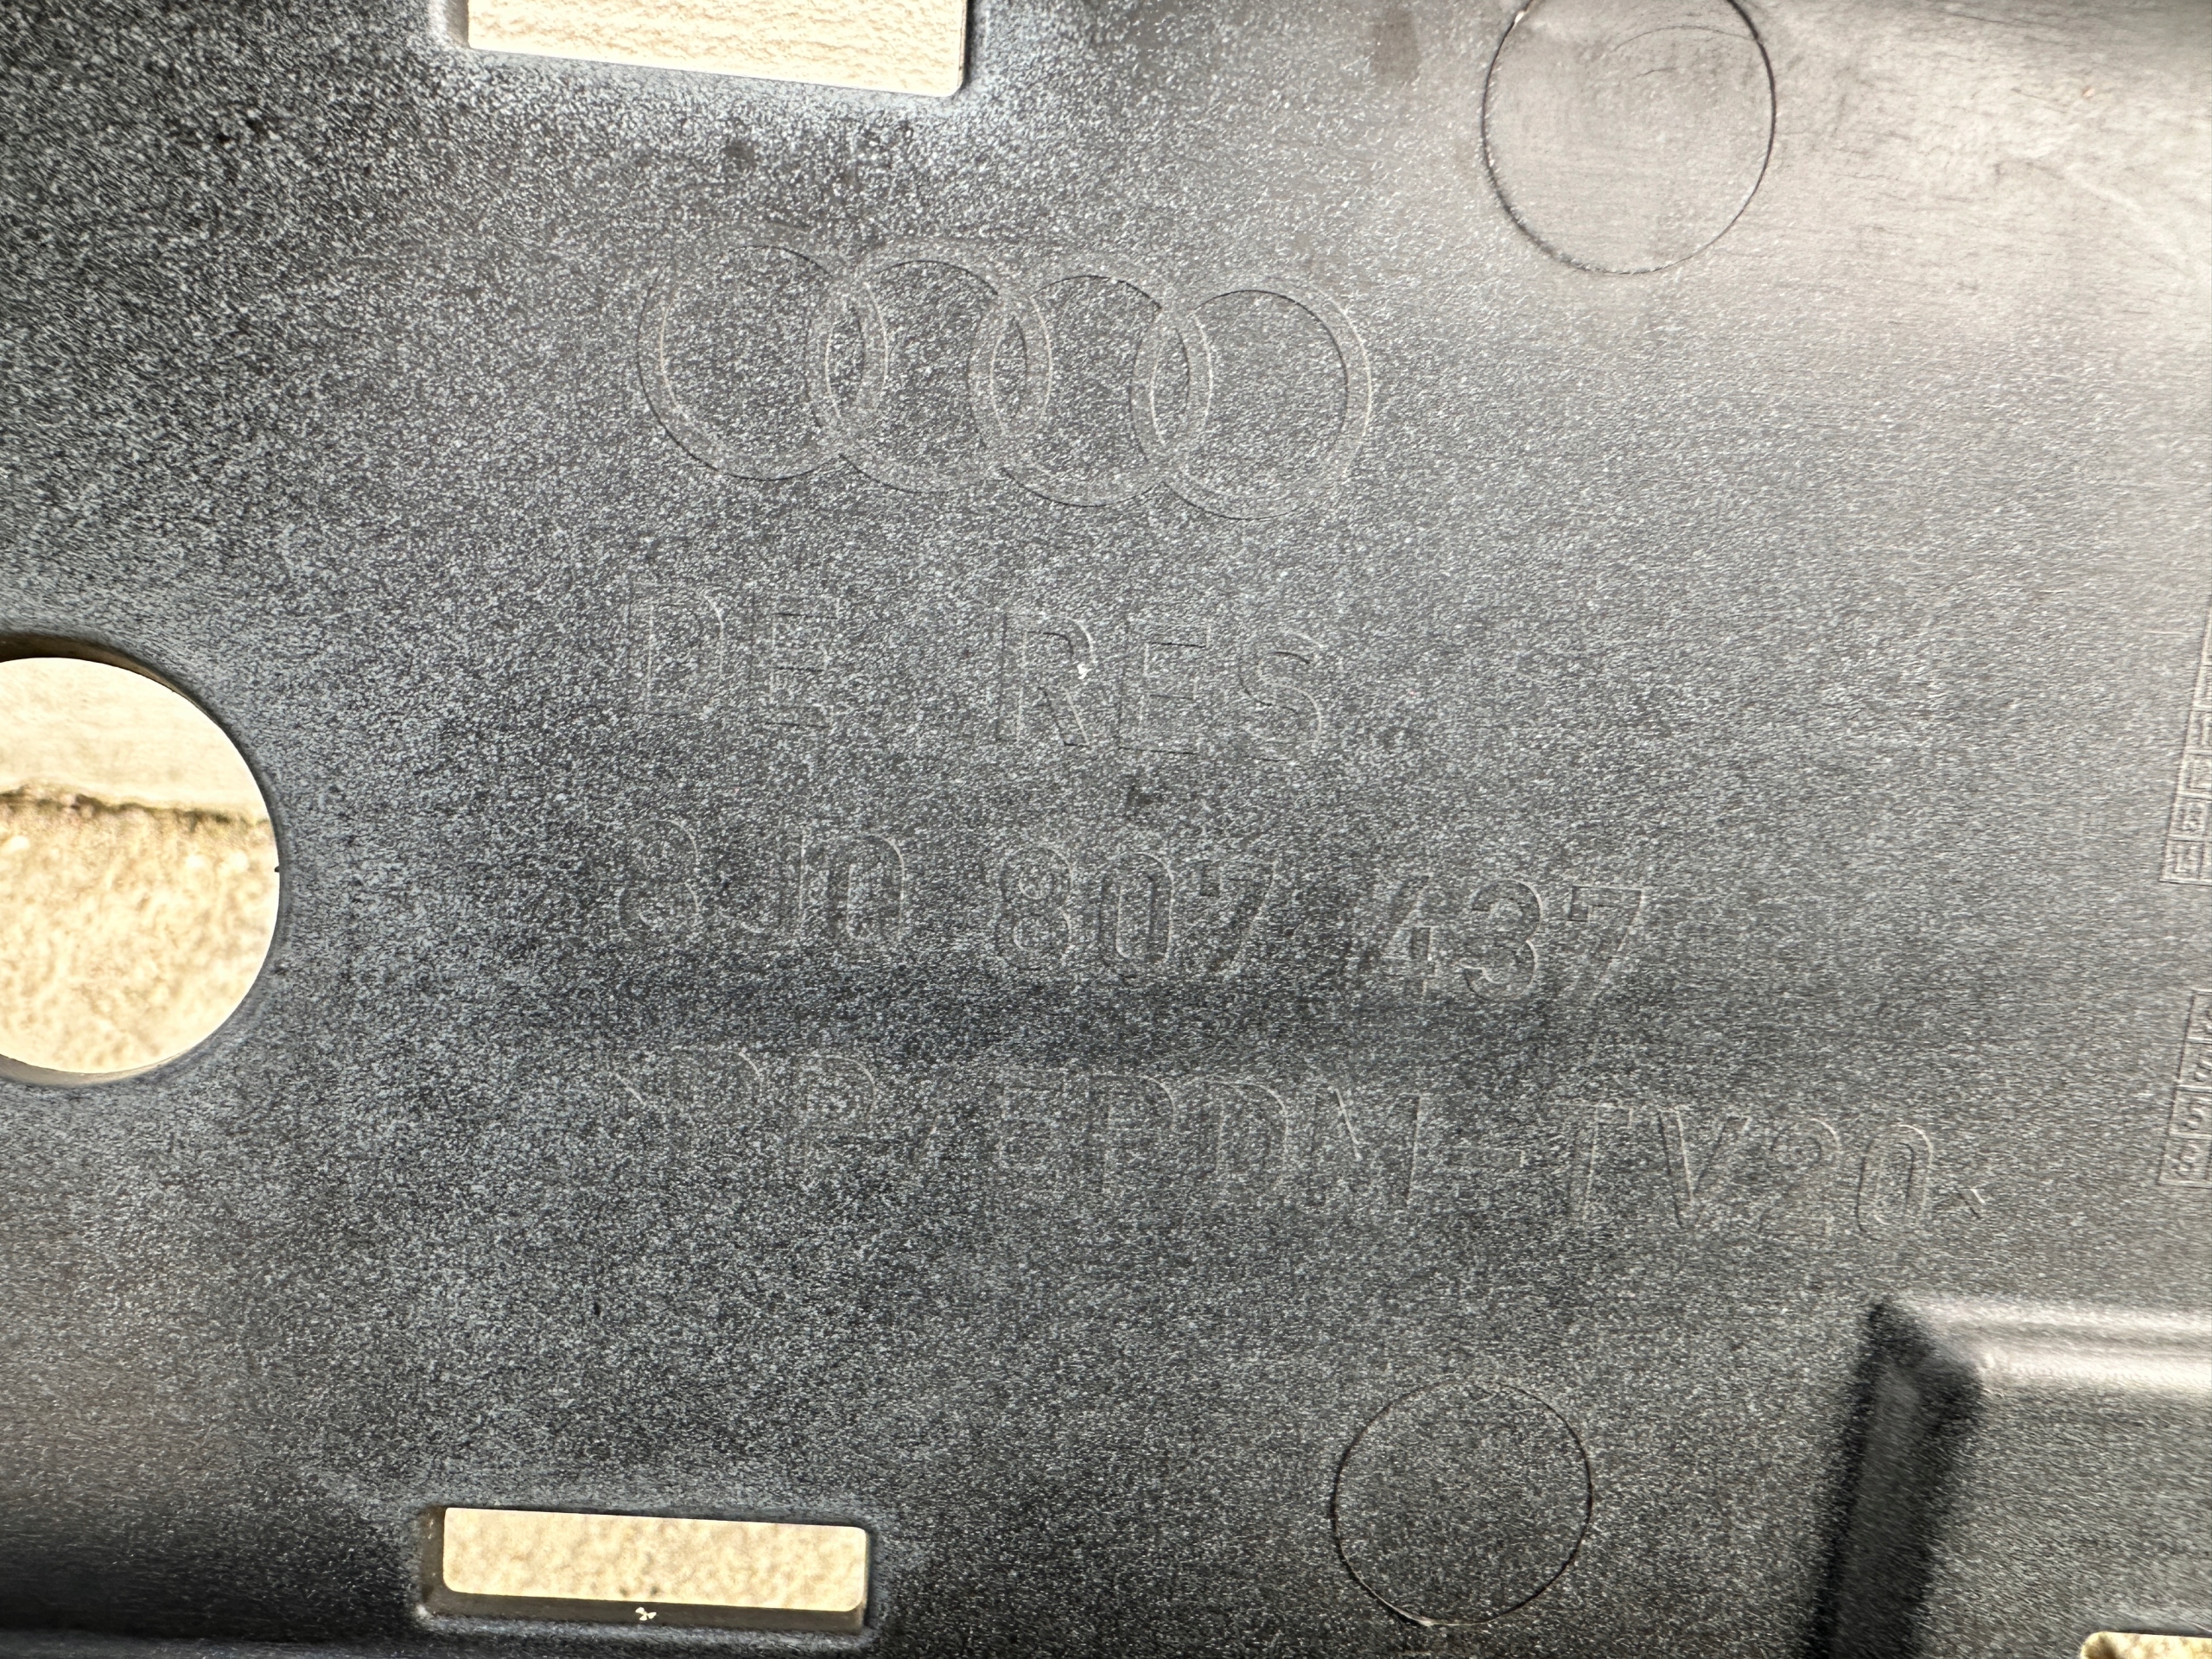 DE RES
8J0 807 437
>PP/EPDM-TV20<